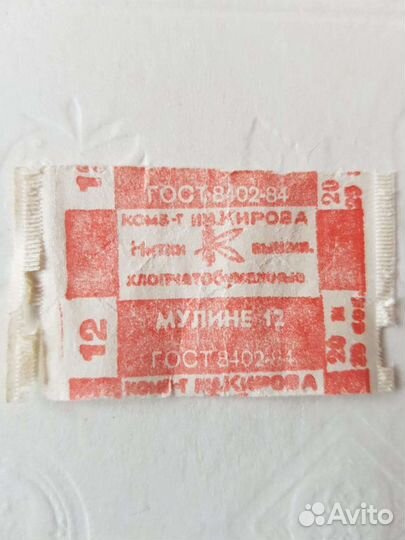 12
ГОСТ 8402-84
20
КОМБ-Т ИМ.КИРОВА
К
Нитки вышив.
хлопчатобумажные
12
МУЛИНЕ 12
20 м
ГОСТ 8402-84
КОМБ-Т ИМ.КИРОВА
Avito